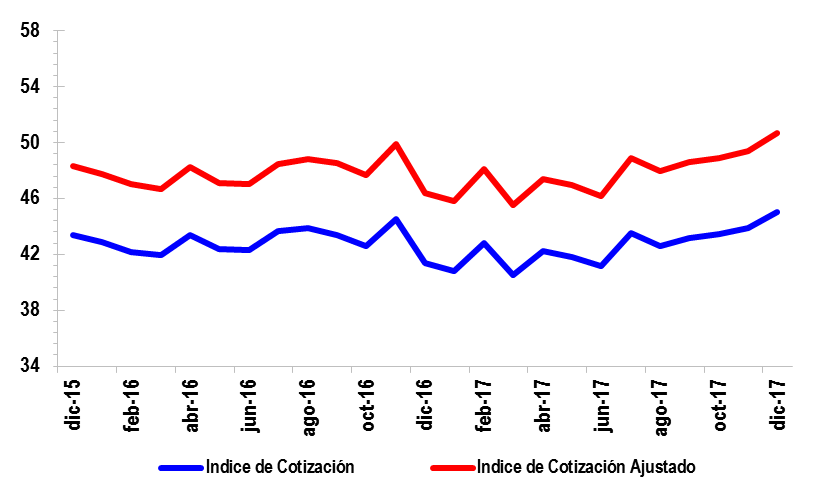 58
54
50
46
42
38
34
dic-15
feb-16
abr-16
jun-16
ago-16
oct-16
dic-16
feb-17
abr-17
jun-17
ago-17
oct-17
dic-17
Indice de Cotización
Indice de Cotización Ajustado